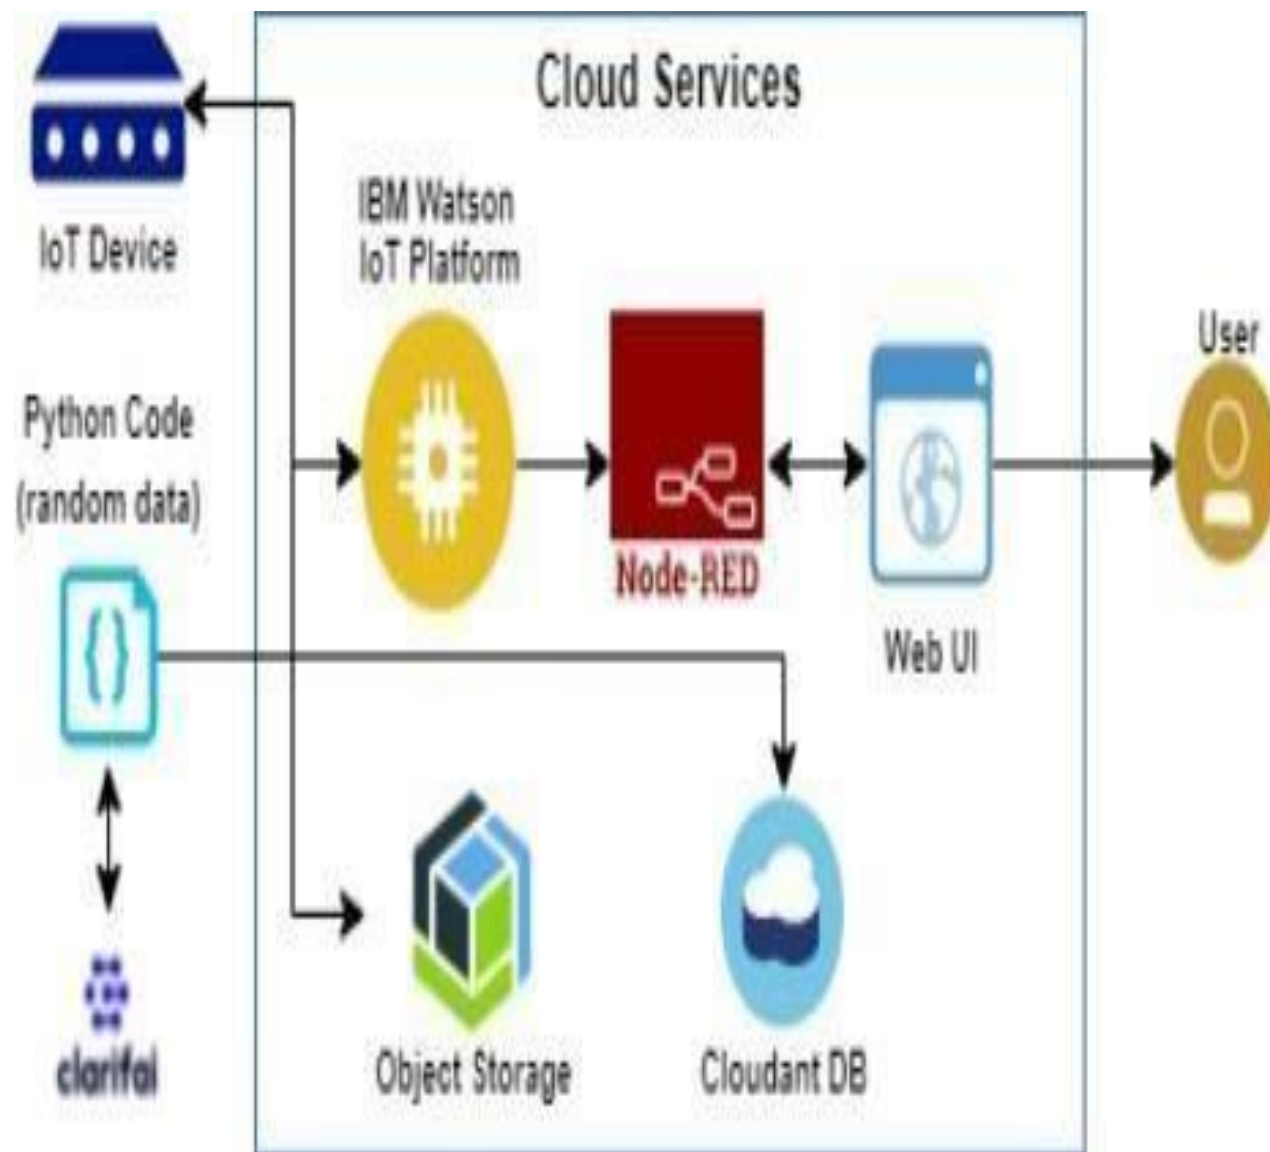 Cloud Services
IoT Device
IBM Watson
IoT Platform
Python Code
(random data)
User
Node-RED
Web UI
clarifai
Object Storage
Cloudant DB